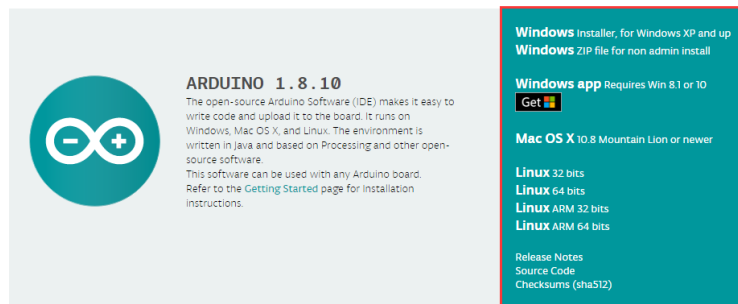 ARDUINO 1.8.10
The open-source Arduino Software (IDE) makes it easy to
write code and upload it to the board. It runs on
Windows, Mac OS X, and Linux. The environment is
written in Java and based on Processing and other open-
source software.
This software can be used with any Arduino board.
Refer to the Getting Started page for Installation
instructions.
Windows Installer, for Windows XP and up
Windows ZIP file for non admin install
Windows app Requires Win 8.1 or 10
Get
Mac OS X 10.8 Mountain Lion or newer
Linux 32 bits
Linux 64 bits
Linux ARM 32 bits
Linux ARM 64 bits
Release Notes
Source Code
Checksums (sha512)